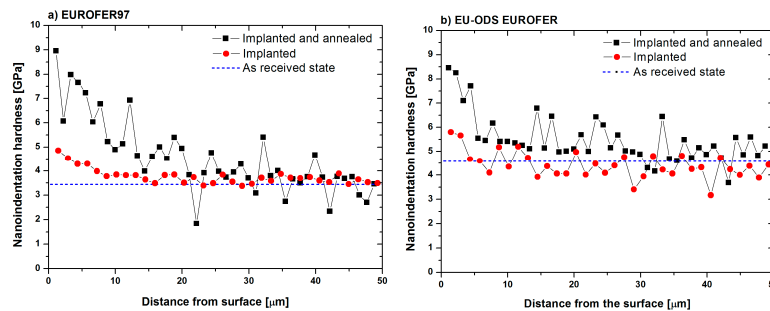 a) EUROFER97
Implanted and annealed
Implanted
As received state
Nanoindentation hardness [GPa]
10
9
8
7
6
5
4
3
2
1
0
0 10 20 30 40 50
Distance from surface [µm]
b) EU-ODS EUROFER
Implanted and annealed
Implanted
As received state
Nanoindentation hardness [GPa]
10
9
8
7
6
5
4
3
2
1
0
0 10 20 30 40 50
Distance from the surface [µm]